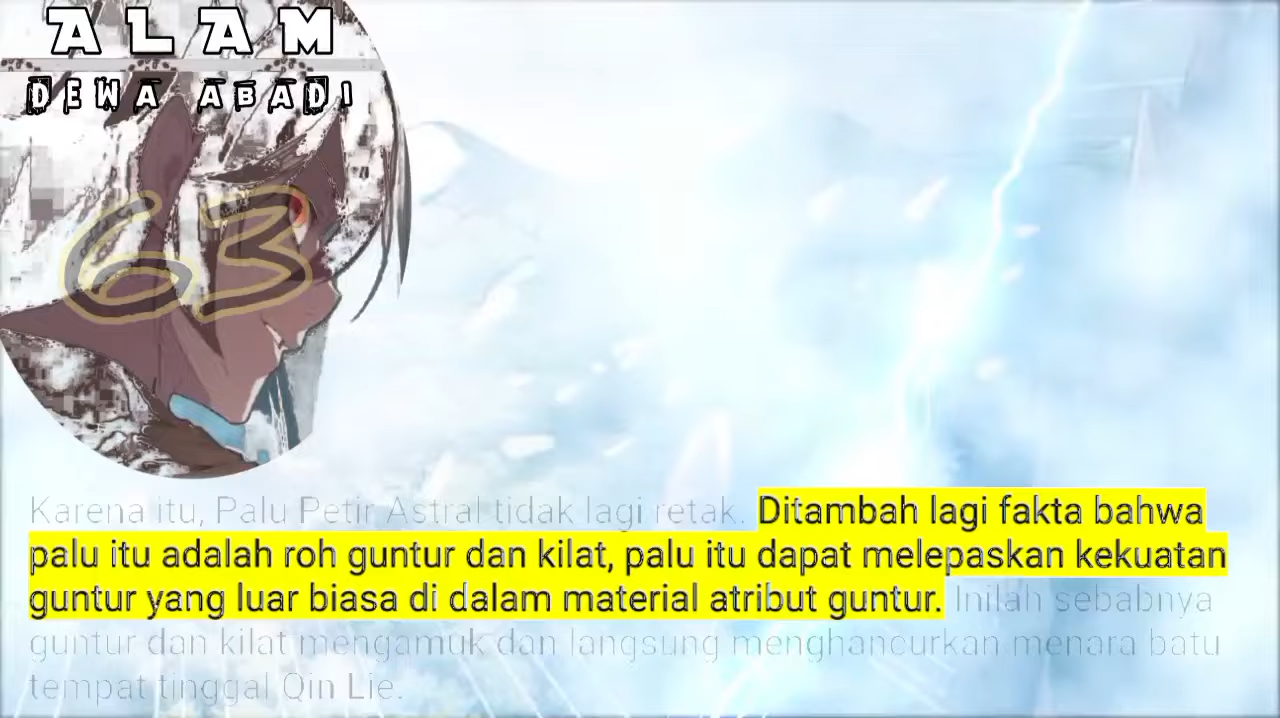 ALAM
DEWA ABADI
63
Karena itu, Palu Petir Astral tidak lagi retak. Ditambah lagi fakta bahwa
palu itu adalah roh guntur dan kilat, palu itu dapat melepaskan kekuatan
guntur yang luar biasa di dalam material atribut guntur. Inilah sebabnya
guntur dan kilat mengamuk dan langsung menghancurkan menara batu
tempat tinggal Qin Lie.